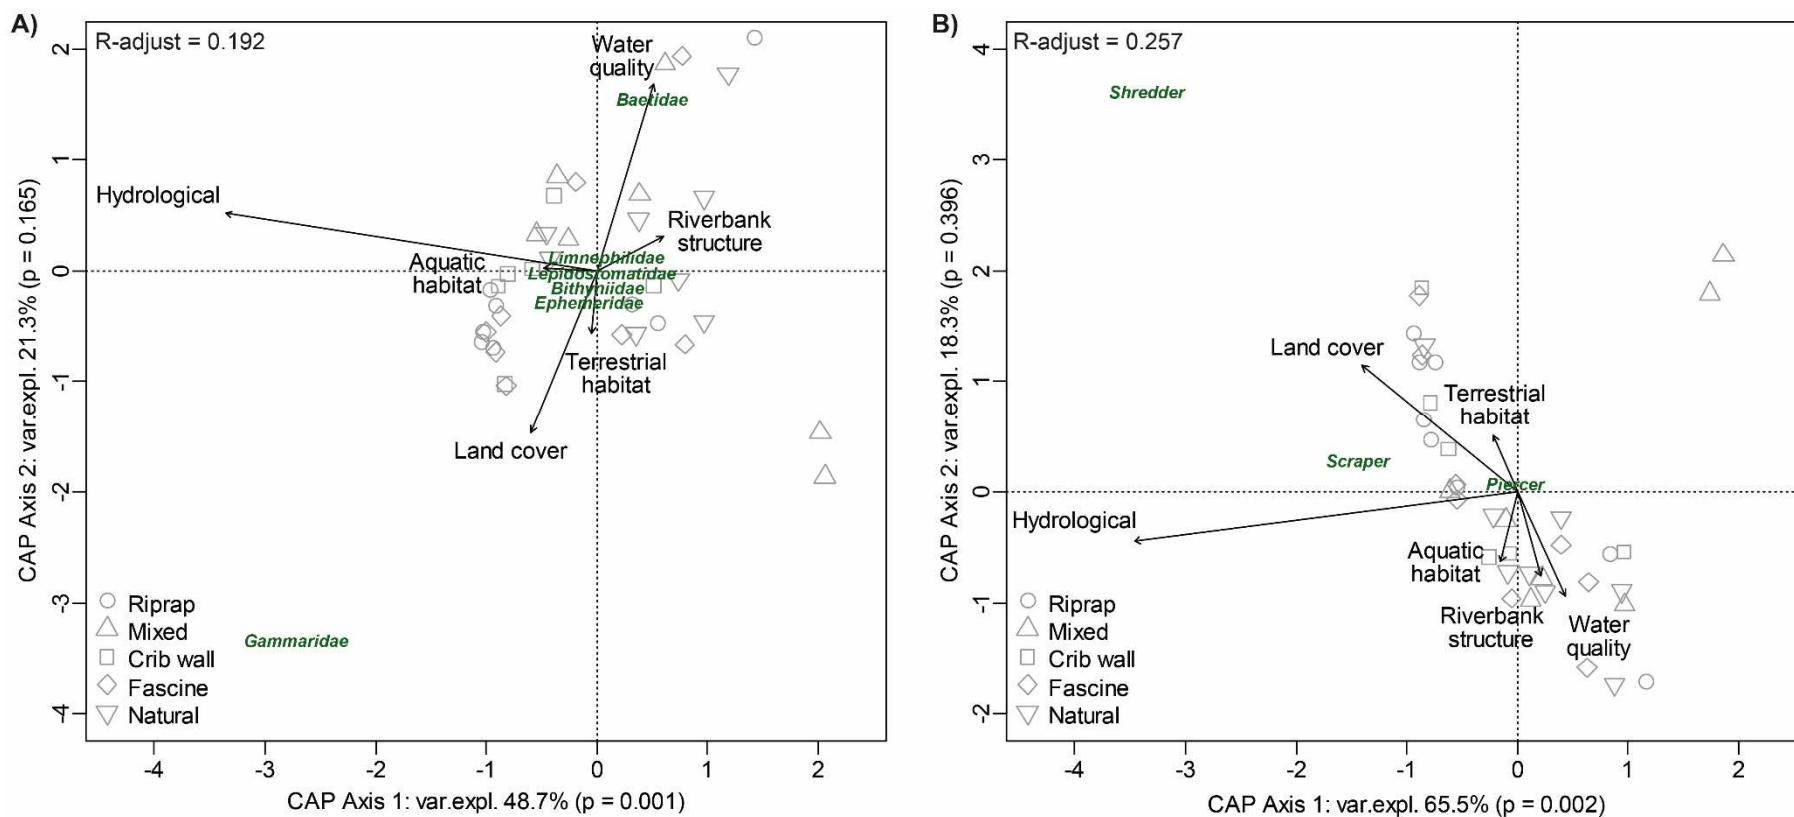 A)
R-adjust = 0.192
Water
quality
Baetidae
Hydrological
Riverbank
structure
Limnephilidae
Aquatic
habitat
Lepidostomatidae
Bithyniidae
Ephemeridae
Terrestrial
habitat
Land cover
Gammaridae
Riprap
Mixed
Crib wall
Fascine
Natural
2
1
0
-1
-2
-3
-4
CAP Axis 2: var.expl. 21.3% (p = 0.165)
-4
-3
-2
-1
0
1
2
CAP Axis 1: var.expl. 48.7% (p = 0.001)
B)
R-adjust = 0.257
Shredder
Land cover
Terrestrial
habitat
Scraper
Piercer
Hydrological
Aquatic
habitat
Riverbank
structure
Water
quality
Riprap
Mixed
Crib wall
Fascine
Natural
4
3
2
1
0
-1
-2
CAP Axis 2: var.expl. 18.3% (p = 0.396)
-4
-3
-2
-1
0
1
2
CAP Axis 1: var.expl. 65.5% (p = 0.002)